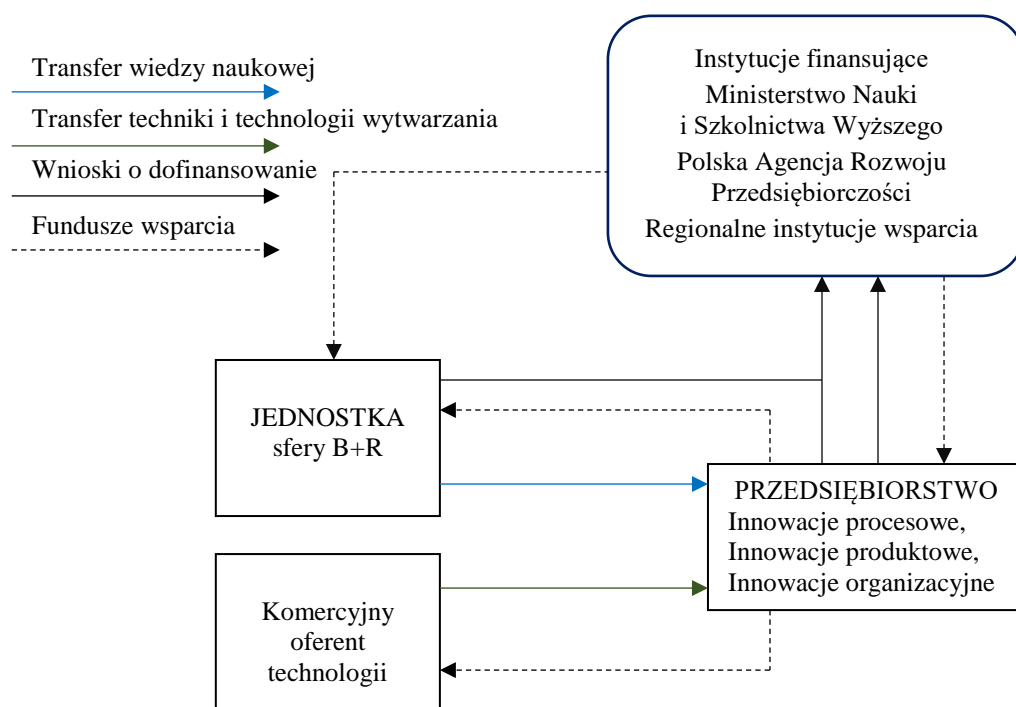 Transfer wiedzy naukowej
Transfer techniki i technologii wytwarzania
Wnioski o dofinansowanie
Fundusze wsparcia
Instytucje finansujące
Ministerstwo Nauki
i Szkolnictwa Wyższego
Polska Agencja Rozwoju
Przedsiębiorczości
Regionalne instytucje wsparcia
JEDNOSTKA
sfery B+R
PRZEDSIĘBIORSTWO
Innowacje procesowe,
Innowacje produktowe,
Innowacje organizacyjne
Komercyjny
oferent
technologii